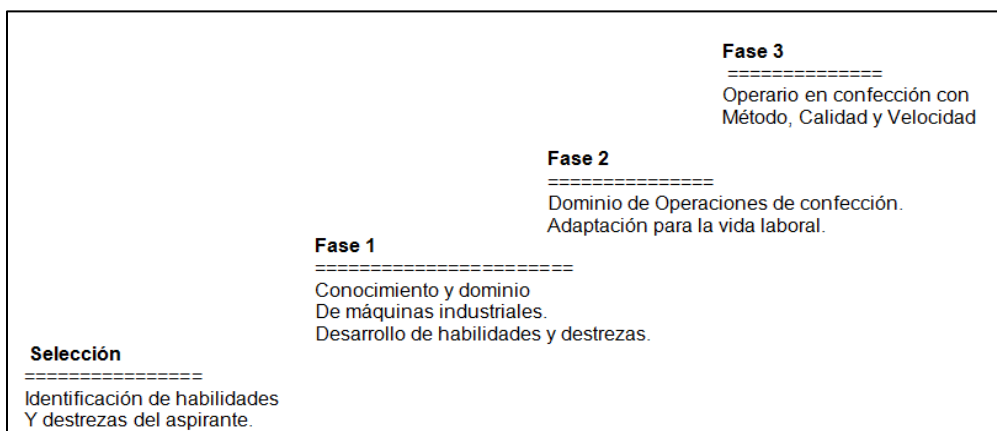 Fase 3
==============
Operario en confección con
Método, Calidad y Velocidad
Fase 2
===============
Dominio de Operaciones de confección.
Adaptación para la vida laboral.
Fase 1
=======================
Conocimiento y dominio
De máquinas industriales.
Desarrollo de habilidades y destrezas.
Selección
================
Identificación de habilidades
Y destrezas del aspirante.